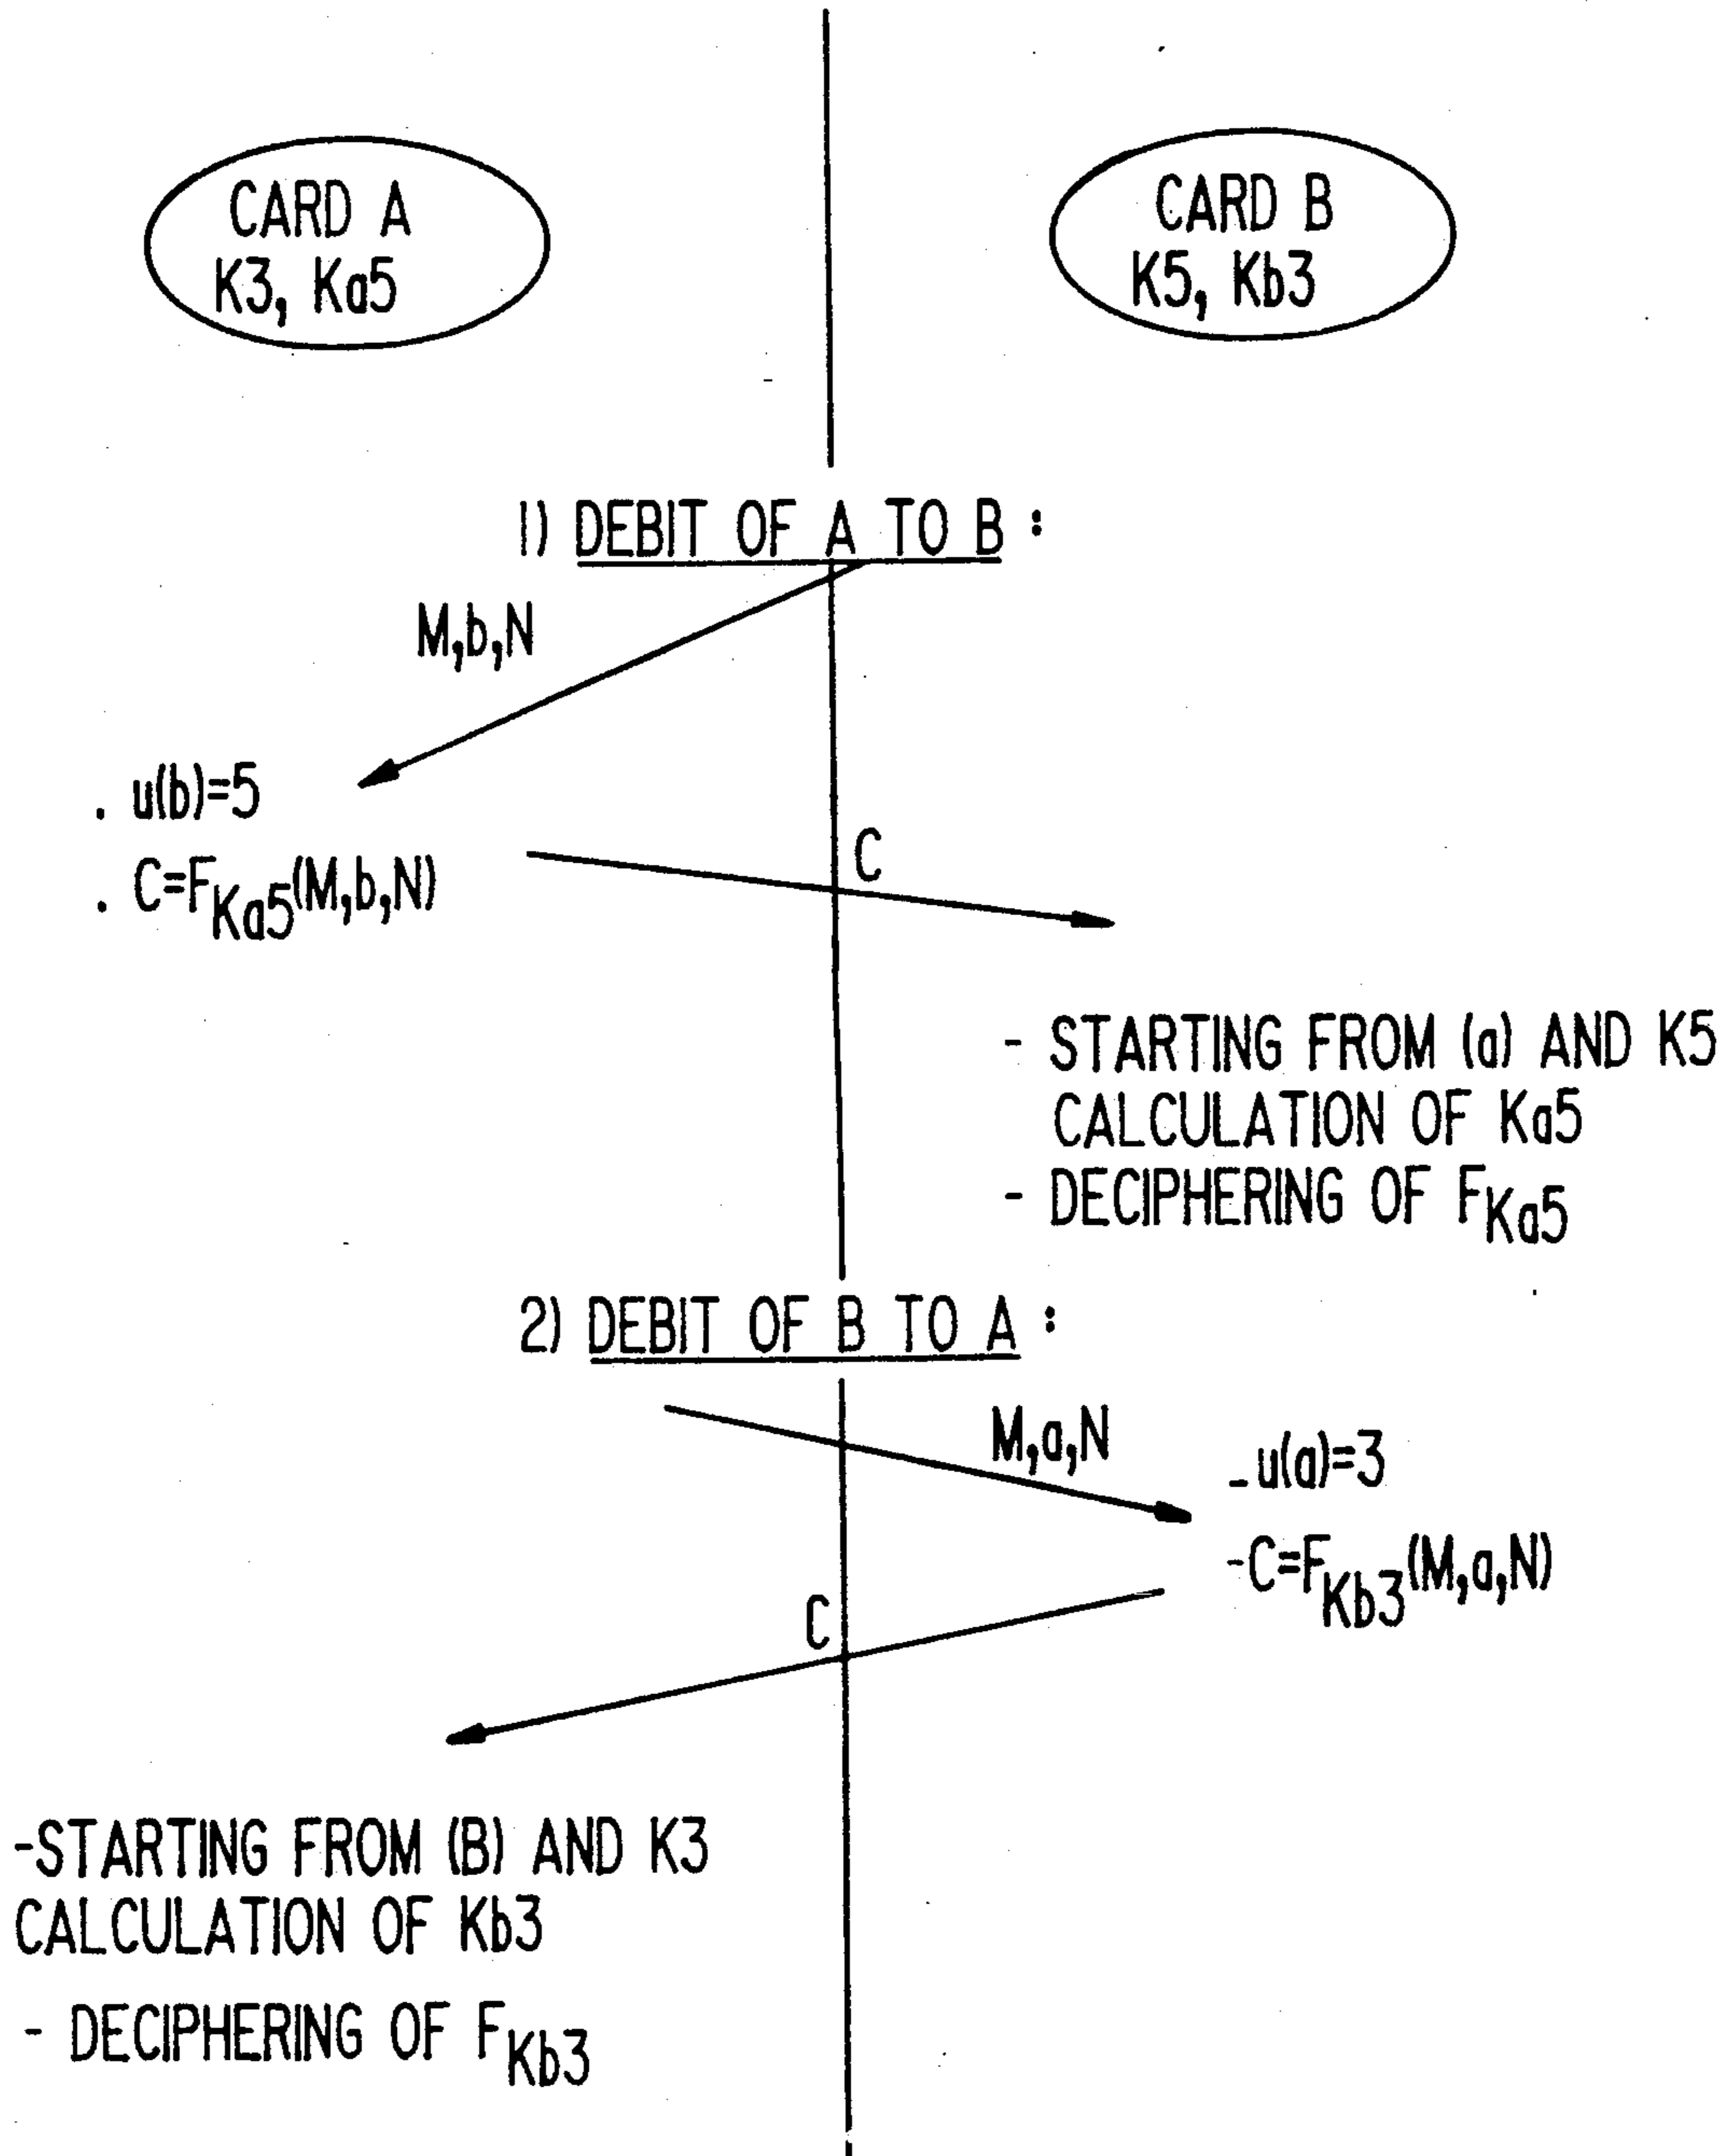 CARD A
K3, Ka5
CARD B
K5, Kb3
1) DEBIT OF A TO B :
M,b,N
. u(b)=5
. C=FKa5(M,b,N)
C
- STARTING FROM (a) AND K5
CALCULATION OF Ka5
- DECIPHERING OF FKa5
2) DEBIT OF B TO A :
M,a,N
-u(a)=3
-C=FKb3(M,a,N)
C
-STARTING FROM (B) AND K3
CALCULATION OF Kb3
- DECIPHERING OF FKb3